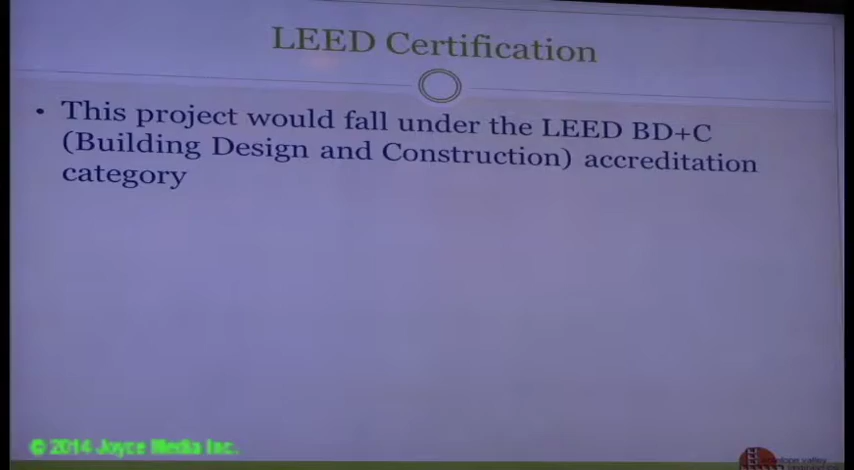 LEED Certification
• This project would fall under the LEED BD+C
(Building Design and Construction) accreditation
category
© 2014 Joyce Media Inc.
valley